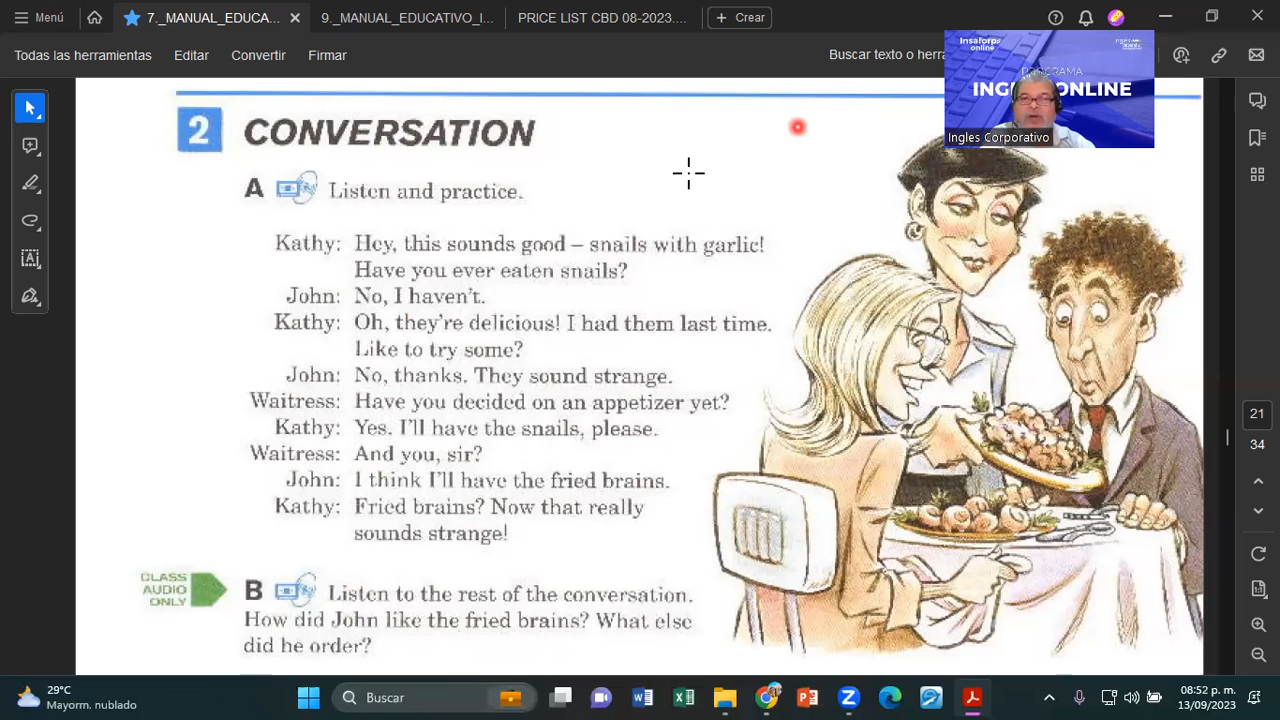 Menú
7._MANUAL_EDUCA...
9._MANUAL_EDUCATIVO_I...
PRICE LIST CBD 08-2023....
Crear
Todas las herramientas
Editar
Convertir
Firmar
Buscar texto o herra
Insaforp
online
PROGRAMA
INGLES ONLINE
Ingles Corporativo
2 CONVERSATION
A Listen and practice.
Kathy: Hey, this sounds good – snails with garlic!
Have you ever eaten snails?
John: No, I haven't.
Kathy: Oh, they're delicious! I had them last time.
Like to try some?
John: No, thanks. They sound strange.
Waitress: Have you decided on an appetizer yet?
Kathy: Yes. I'll have the snails, please.
Waitress: And you, sir?
John: I think I'll have the fried brains.
Kathy: Fried brains? Now that really
sounds strange!
CLASS
AUDIO
ONLY
B Listen to the rest of the conversation.
How did John like the fried brains? What else
did he order?
21
34
29°C
Mayorm. nublado
Buscar
08:52 p. m.
13/09/2023